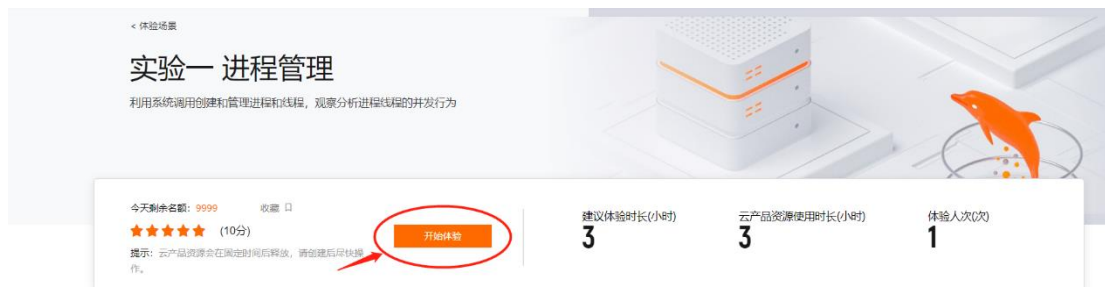 < 体验场景
实验一 进程管理
利用系统调用创建和管理进程和线程，观察分析进程线程的并发行为
今天剩余名额：9999 收藏
(10分)
提示：云产品资源会在固定时间后释放，请创建后尽快操
作。
开始体验
建议体验时长(小时)
3
云产品资源使用时长(小时)
3
体验人次(次)
1